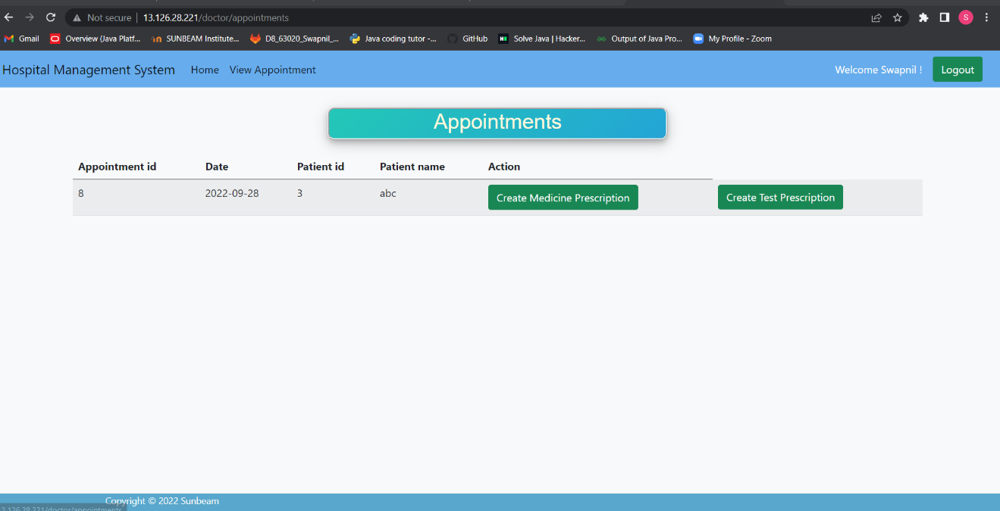 Not secure | 13.126.28.221/doctor/appointments S
Gmail Overview (Java Platf... SUNBEAM Institute... D8_63020_Swapnil_... Java coding tutor -... GitHub Solve Java | Hacker... Output of Java Pro... My Profile - Zoom
Hospital Management System Home View Appointment Welcome Swapnil ! Logout
Appointments
Appointment id Date Patient id Patient name Action
8 2022-09-28 3 abc Create Medicine Prescription Create Test Prescription
Copyright © 2022 Sunbeam
3.126.28.221/doctor/appointments